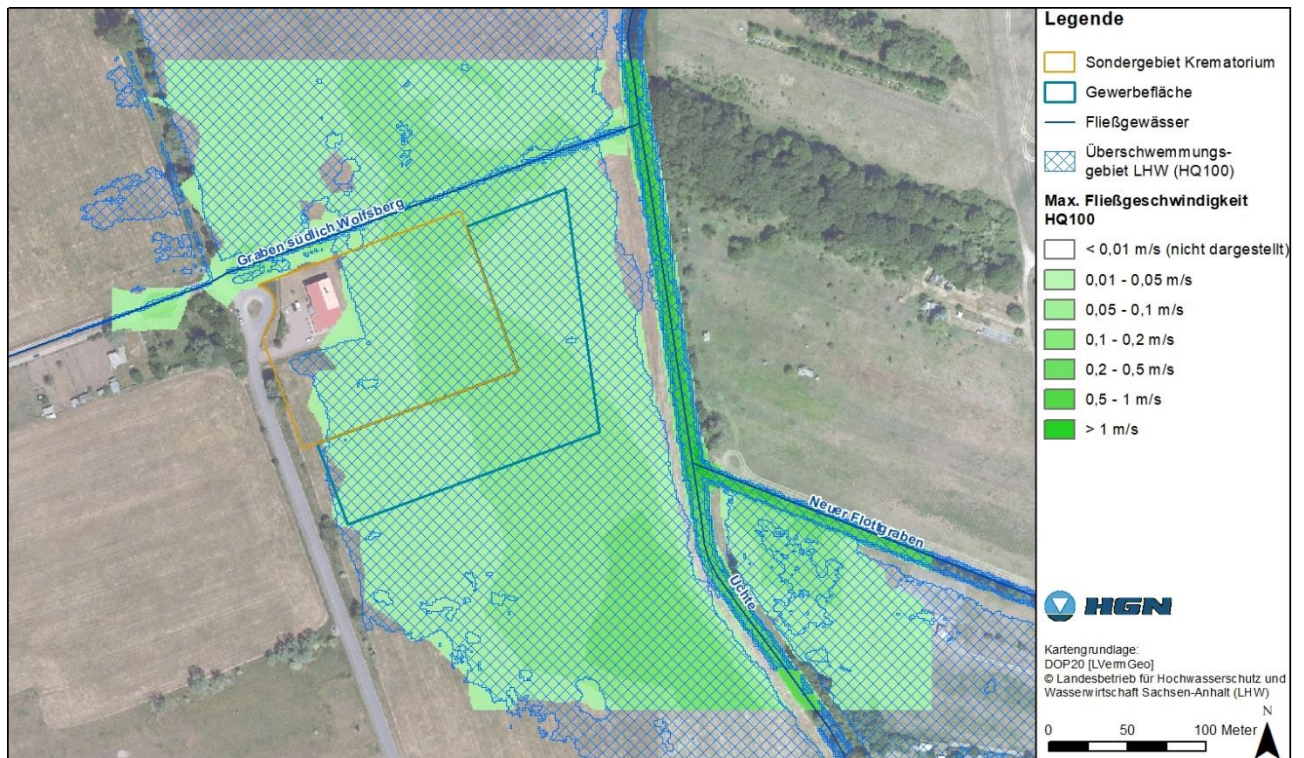 Graben südlich Wolfsberg
Neuer Flottgraben
Uchte
Legende
Sondergebiet Krematorium
Gewerbefläche
Fließgewässer
Überschwemmungs-
gebiet LHW (HQ100)
Max. Fließgeschwindigkeit
HQ100
< 0,01 m/s (nicht dargestellt)
0,01 - 0,05 m/s
0,05 - 0,1 m/s
0,1 - 0,2 m/s
0,2 - 0,5 m/s
0,5 - 1 m/s
> 1 m/s
HGN
Kartengrundlage:
DOP20 [LVermGeo]
© Landesbetrieb für Hochwasserschutz und
Wasserwirtschaft Sachsen-Anhalt (LHW)
N
0 50 100 Meter